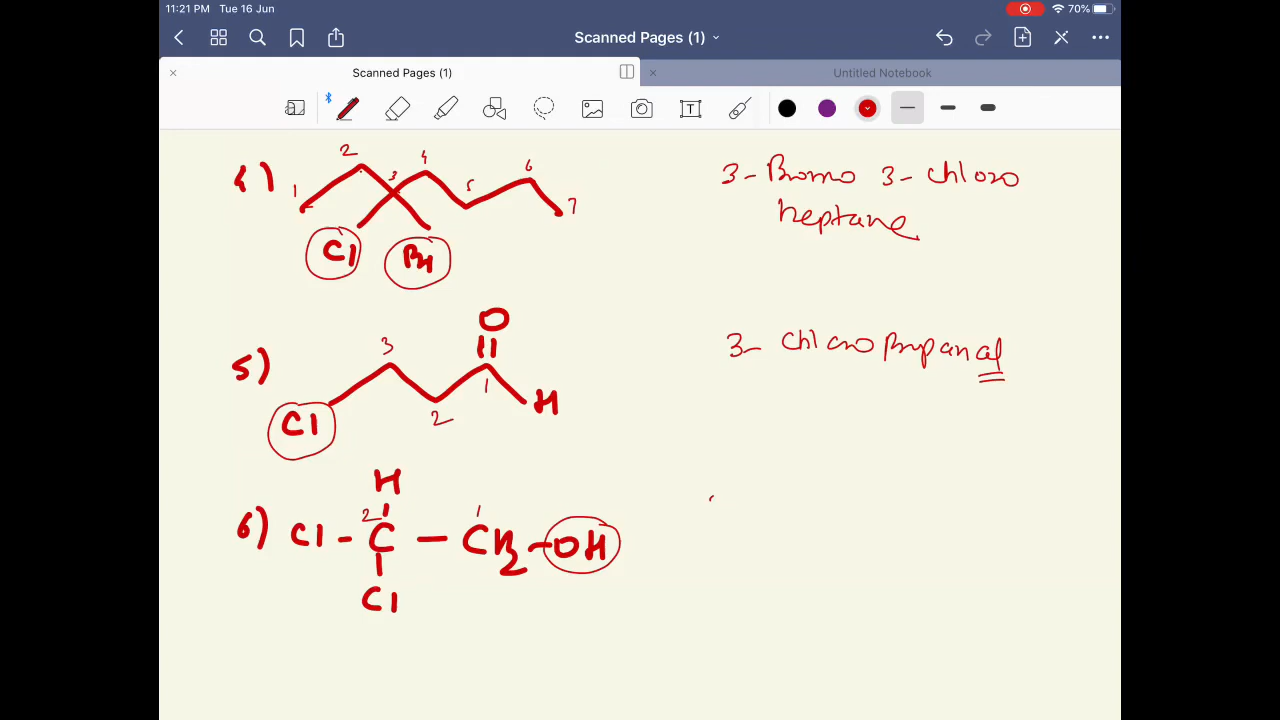 11:21 PM Tue 16 Jun
70%
Scanned Pages (1)
Scanned Pages (1)
Untitled Notebook
1 2 3 4 5 6 7
Cl Br
3-Bromo 3-chloro
heptane
5)
O
3 1
2 H
Cl
3-chloro Propanal
H
6) Cl - C - CH2 - OH
2 1
Cl